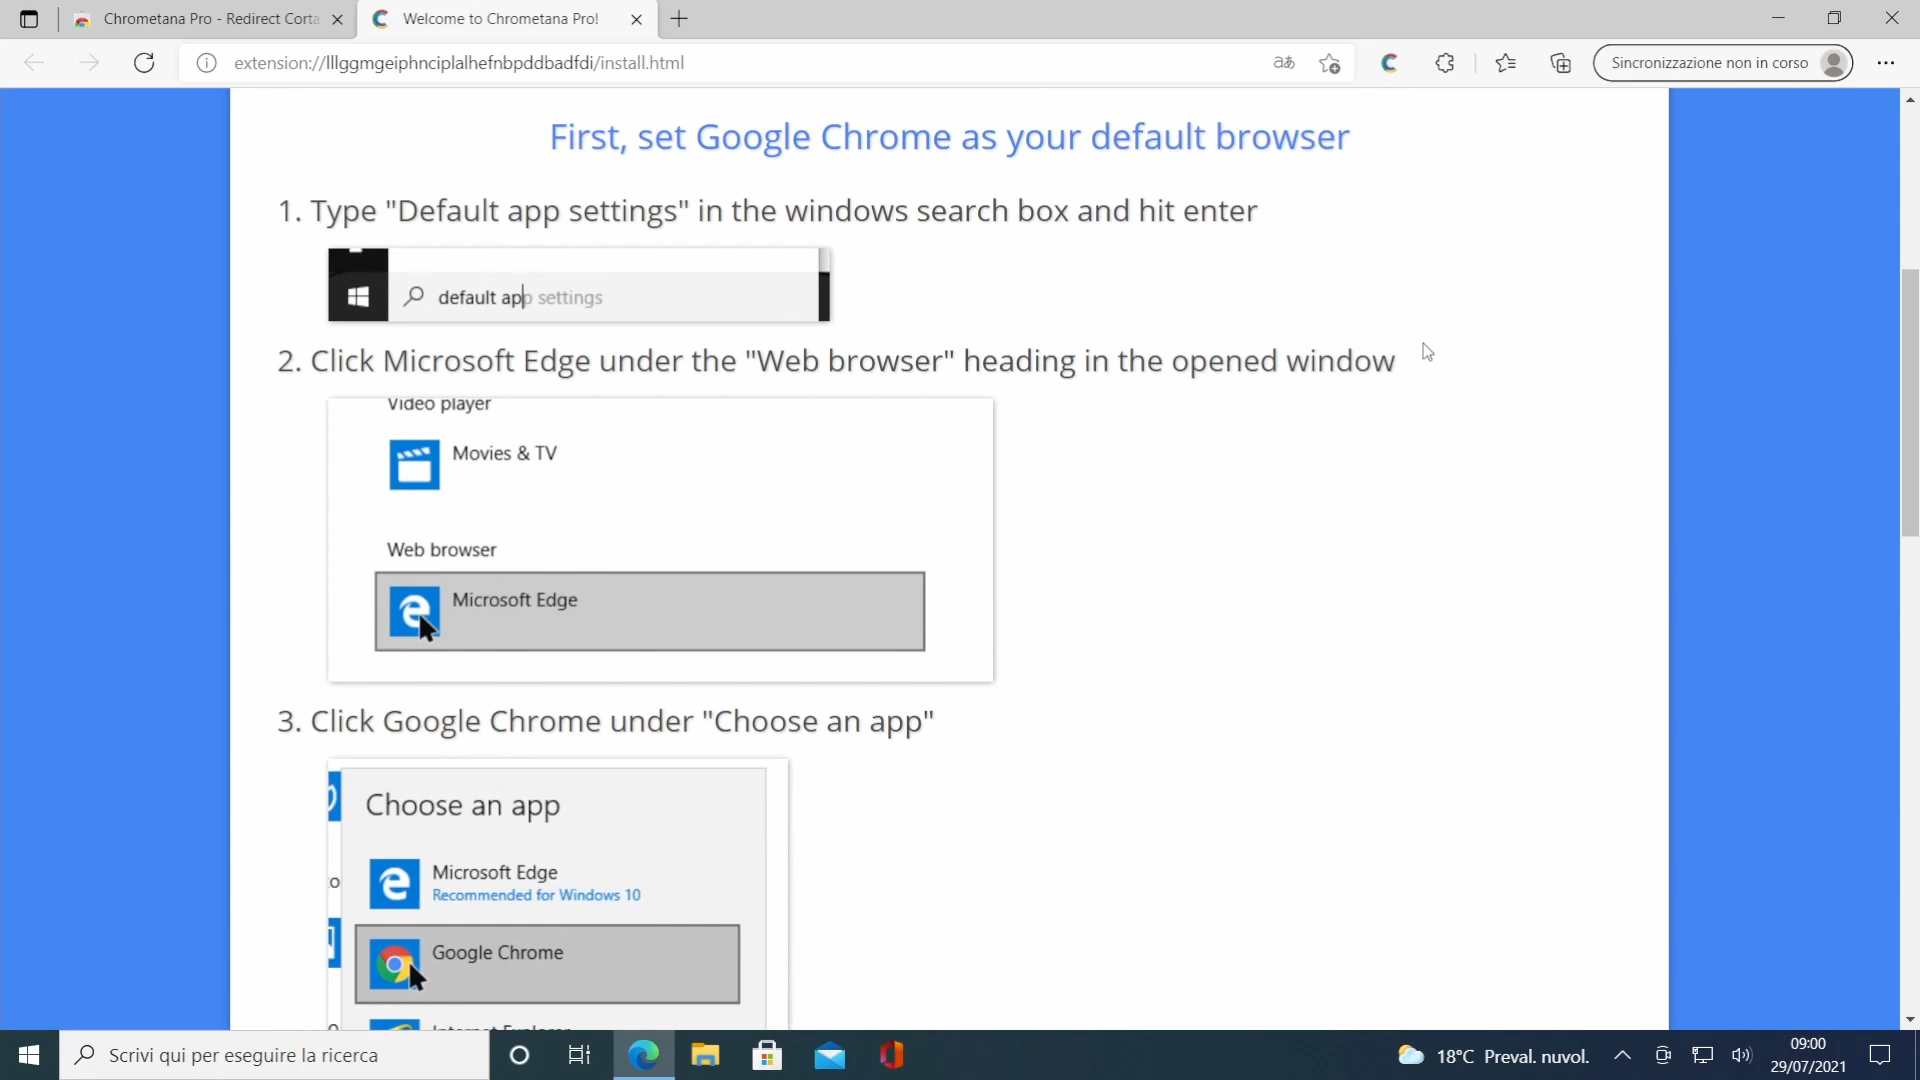 Chrometana Pro - Redirect Corta
Welcome to Chrometana Pro!
extension://lllggmgeiphnciplalhefnbpddbadfdi/install.html
aあ
Sincronizzazione non in corso
First, set Google Chrome as your default browser
1. Type "Default app settings" in the windows search box and hit enter
default app settings
2. Click Microsoft Edge under the "Web browser" heading in the opened window
Video player
Movies & TV
Web browser
Microsoft Edge
3. Click Google Chrome under "Choose an app"
Choose an app
Microsoft Edge
Recommended for Windows 10
Google Chrome
Internet Explorer
Scrivi qui per eseguire la ricerca
18°C Preval. nuvol.
09:00
29/07/2021